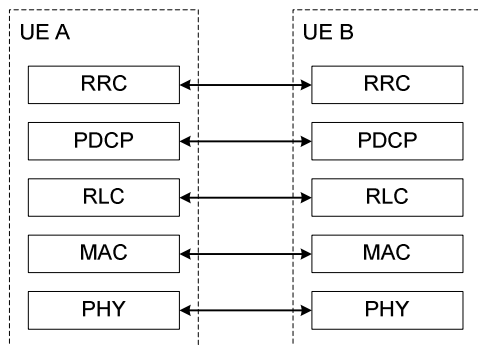 UE A UE B
RRC RRC
PDCP PDCP
RLC RLC
MAC MAC
PHY PHY